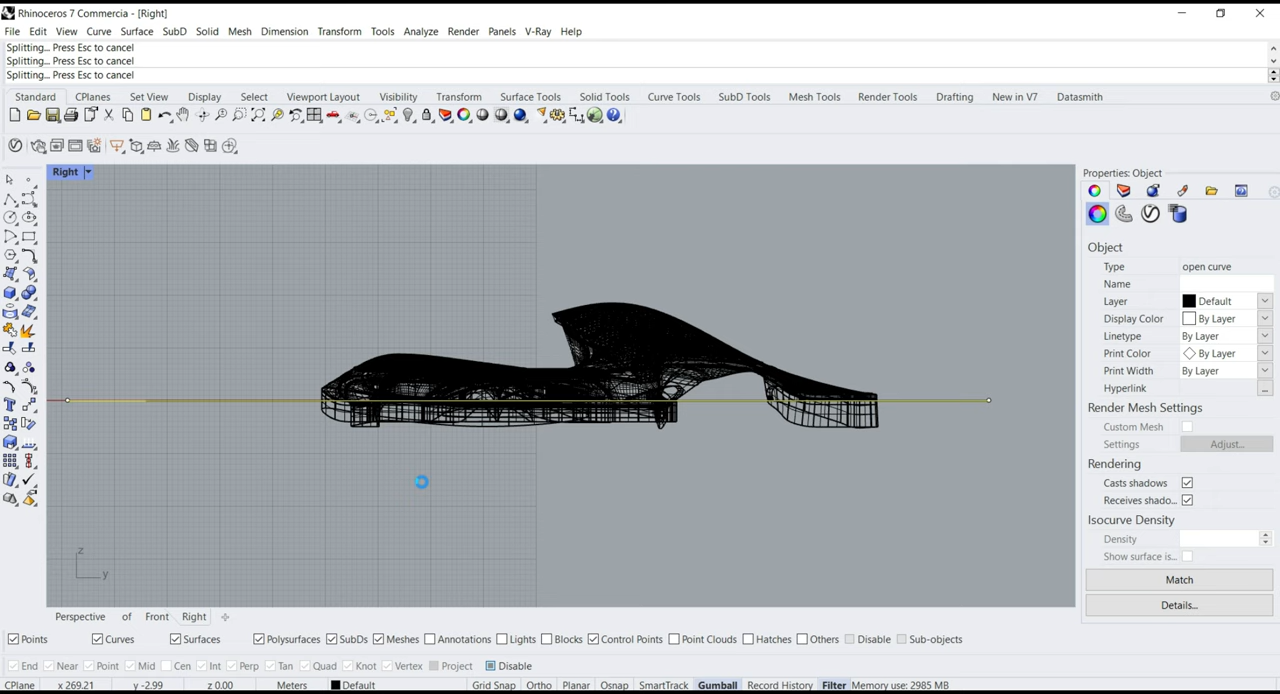 Rhinoceros 7 Commercia - [Right]
File Edit View Curve Surface SubD Solid Mesh Dimension Transform Tools Analyze Render Panels V-Ray Help
Splitting... Press Esc to cancel
Splitting... Press Esc to cancel
Splitting... Press Esc to cancel
Standard CPlanes Set View Display Select Viewport Layout Visibility Transform Surface Tools Solid Tools Curve Tools SubD Tools Mesh Tools Render Tools Drafting New in V7 Datasmith
Right
Properties: Object
Object
Type open curve
Name
Layer Default
Display Color By Layer
Linetype By Layer
Print Color By Layer
Print Width By Layer
Hyperlink ...
Render Mesh Settings
Custom Mesh
Settings Adjust...
Rendering
Casts shadows
Receives shado...
Isocurve Density
Density
Show surface is...
Match
Details...
z
y
Perspective of Front Right
Points Curves Surfaces Polysurfaces SubDs Meshes Annotations Lights Blocks Control Points Point Clouds Hatches Others Disable Sub-objects
End Near Point Mid Cen Int Perp Tan Quad Knot Vertex Project Disable
CPlane x 269.21 y -2.99 z 0.00 Meters Default Grid Snap Ortho Planar Osnap SmartTrack Gumball Record History Filter Memory use: 2985 MB